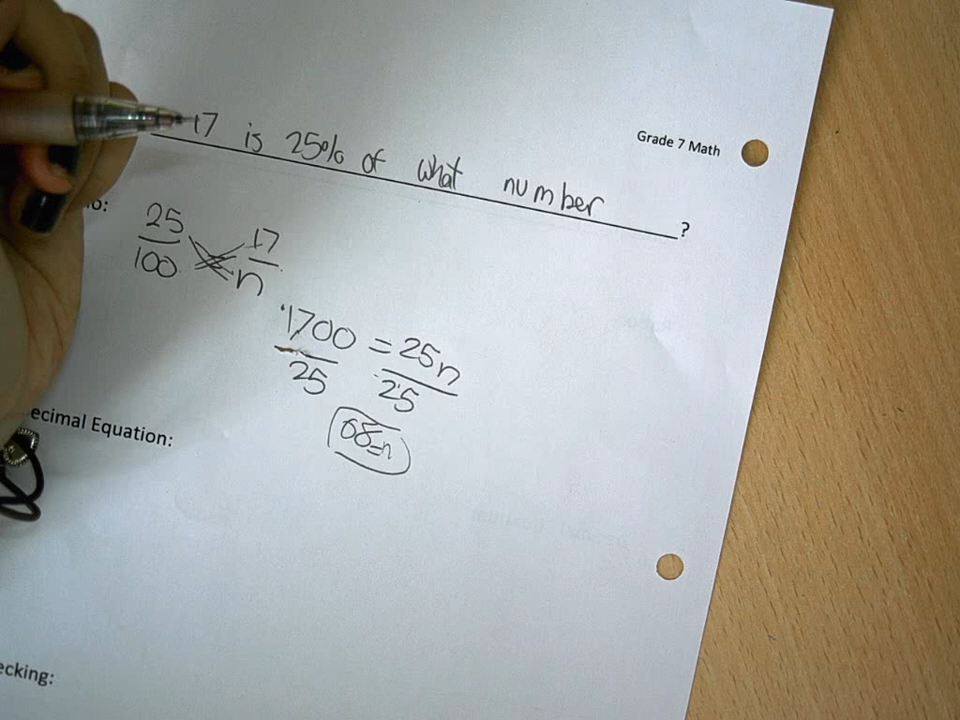 Grade 7 Math
17 is 25% of what number ?
o:
25 17
100 n
1700 = 25n
25 25
68=n
ecimal Equation:
ecking: